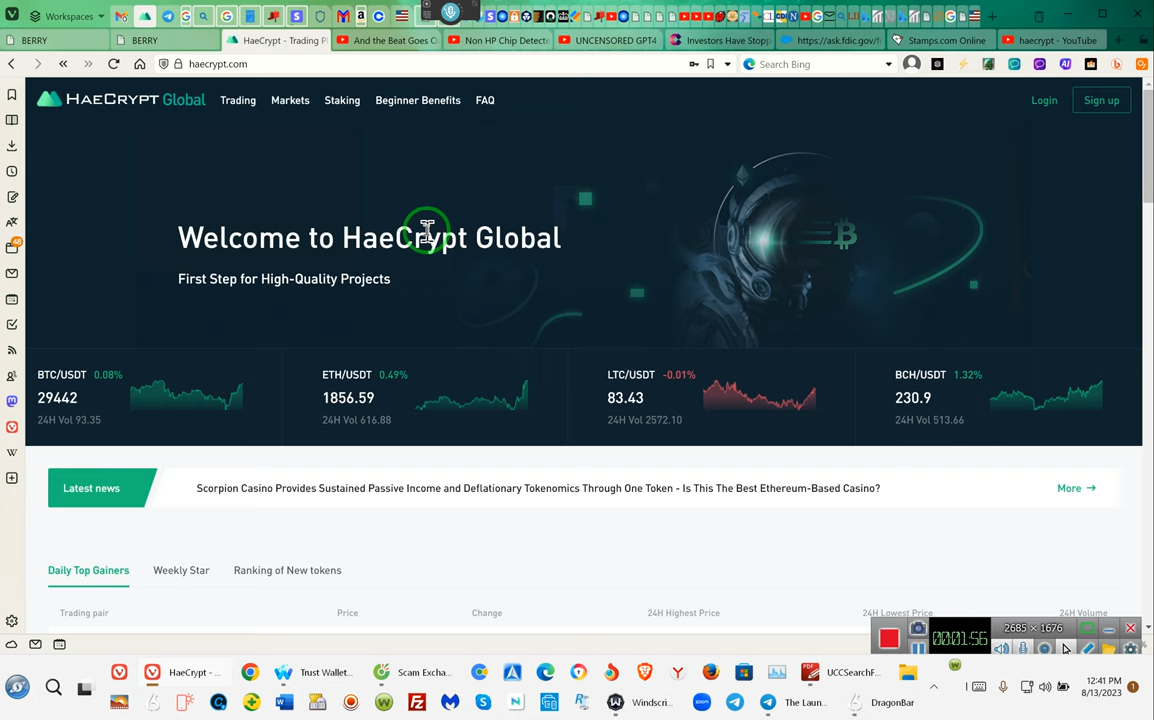 Workspaces
BERRY
BERRY
HaeCrypt - Trading Pl
And the Beat Goes O
Non HP Chip Detecte
UNCENSORED GPT4
Investors Have Stopp
https://ask.fdic.gov/f
Stamps.com Online
haecrypt - YouTube
haecrypt.com
Search Bing
HAECRYPT Global
Trading
Markets
Staking
Beginner Benefits
FAQ
Login
Sign up
Welcome to HaeCrypt Global
First Step for High-Quality Projects
BTC/USDT 0.08%
29442
24H Vol 93.35
ETH/USDT 0.49%
1856.59
24H Vol 616.88
LTC/USDT -0.01%
83.43
24H Vol 2572.10
BCH/USDT 1.32%
230.9
24H Vol 513.66
Latest news
Scorpion Casino Provides Sustained Passive Income and Deflationary Tokenomics Through One Token - Is This The Best Ethereum-Based Casino?
More →
Daily Top Gainers
Weekly Star
Ranking of New tokens
Trading pair
Price
Change
24H Highest Price
24H Lowest Price
24H Volume
00:01:56
2685 × 1676
HaeCrypt - ...
Trust Wallet...
Scam Excha...
UCCSearchF...
12:41 PM
8/13/2023
Windscri...
The Laun...
DragonBar